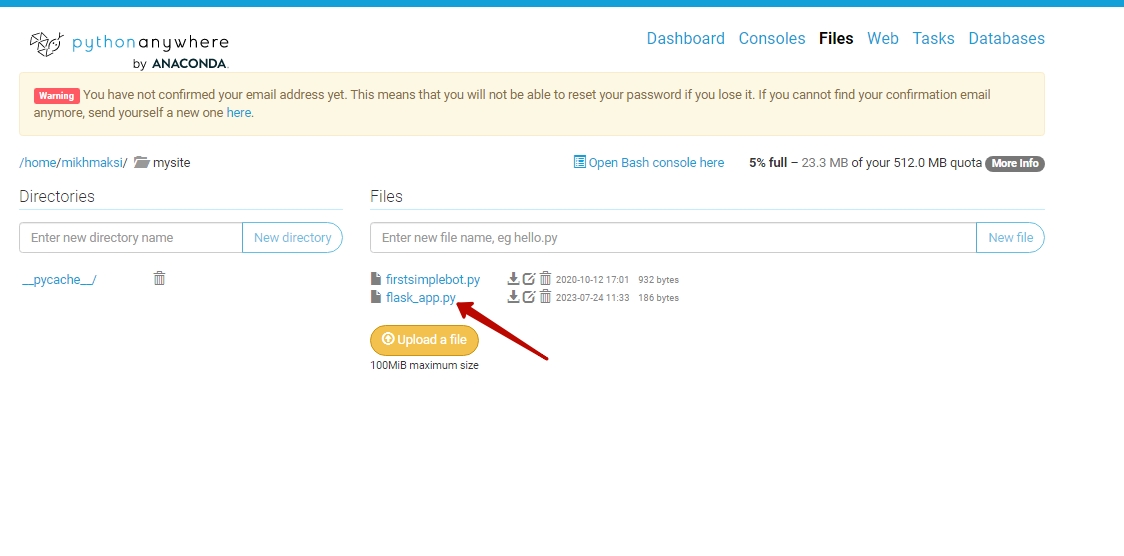 pythonanywhere
by ANACONDA.
Dashboard Consoles Files Web Tasks Databases
Warning You have not confirmed your email address yet. This means that you will not be able to reset your password if you lose it. If you cannot find your confirmation email
anymore, send yourself a new one here.
/home/mikhmaksi/ mysite
Open Bash console here
5% full – 23.3 MB of your 512.0 MB quota More Info
Directories
Enter new directory name New directory
__pycache__/
Files
Enter new file name, eg hello.py New file
firstsimplebot.py 2020-10-12 17:01 932 bytes
flask_app.py 2023-07-24 11:33 186 bytes
Upload a file
100MiB maximum size